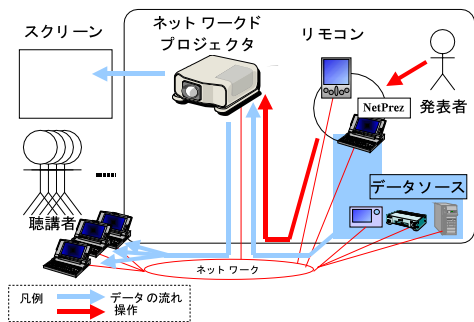 スクリーン
ネットワークド
プロジェクタ
リモコン
NetPrez
発表者
聴講者
データソース
ネットワーク
凡例
データの流れ
操作